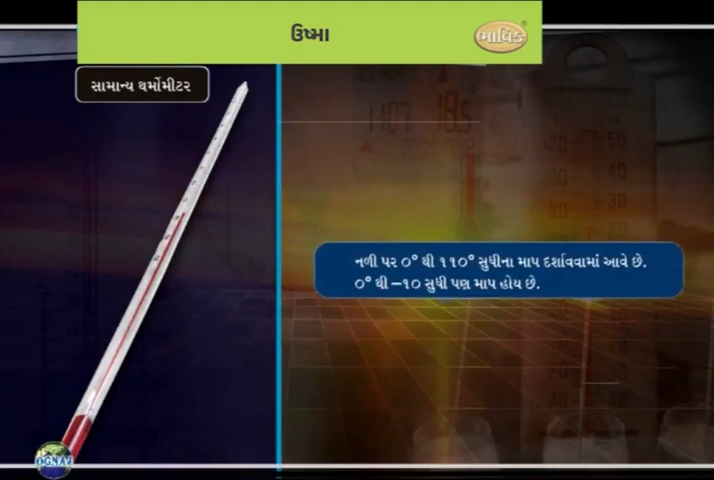 ઉષ્મા
ભાવિક
સામાન્ય થર્મોમીટર
નળી પર ૦° થી ૧૧૦° સુધીના માપ દર્શાવવામાં આવે છે.
૦° થી –૧૦ સુધી પણ માપ હોય છે.